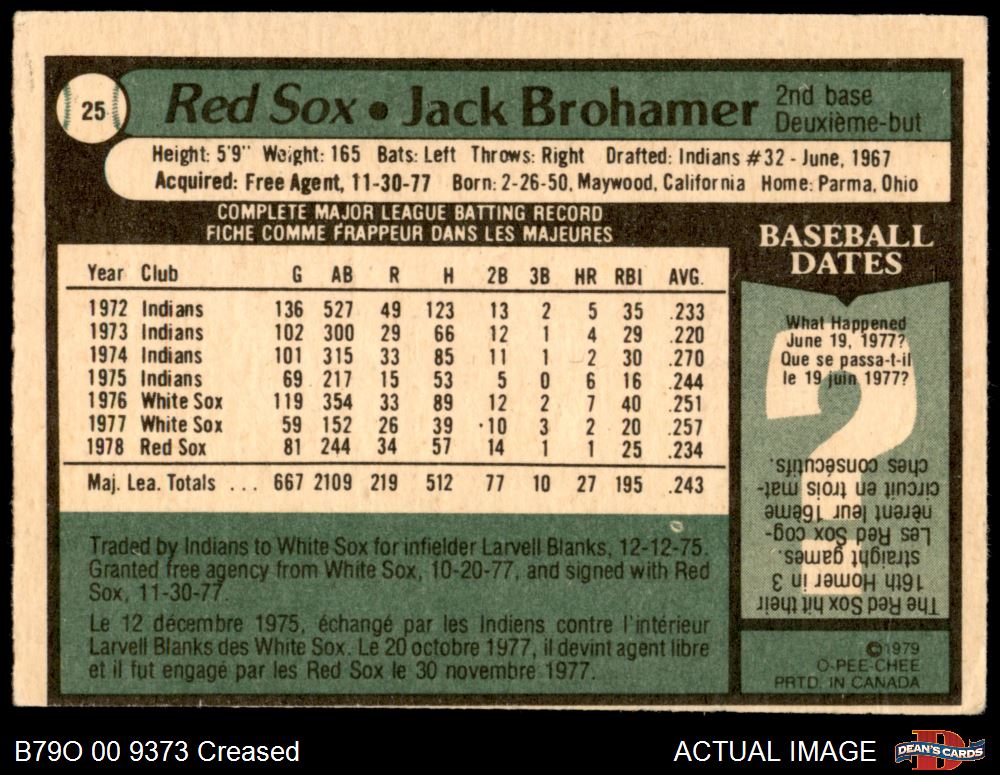 25
Red Sox • Jack Brohamer
2nd base
Deuxième-but
Height: 5'9" Weight: 165 Bats: Left Throws: Right Drafted: Indians #32 - June, 1967
Acquired: Free Agent, 11-30-77 Born: 2-26-50, Maywood, California Home: Parma, Ohio
COMPLETE MAJOR LEAGUE BATTING RECORD
FICHE COMME FRAPPEUR DANS LES MAJEURES
Year Club G AB R H 2B 3B HR RBI AVG.
1972 Indians 136 527 49 123 13 2 5 35 .233
1973 Indians 102 300 29 66 12 1 4 29 .220
1974 Indians 101 315 33 85 11 1 2 30 .270
1975 Indians 69 217 15 53 5 0 6 16 .244
1976 White Sox 119 354 33 89 12 2 7 40 .251
1977 White Sox 59 152 26 39 10 3 2 20 .257
1978 Red Sox 81 244 34 57 14 1 1 25 .234
Maj. Lea. Totals ... 667 2109 219 512 77 10 27 195 .243
Traded by Indians to White Sox for infielder Larvell Blanks, 12-12-75.
Granted free agency from White Sox, 10-20-77, and signed with Red
Sox, 11-30-77.
Le 12 décembre 1975, échangé par les Indiens contre l'intérieur
Larvell Blanks des White Sox. Le 20 octobre 1977, il devint agent libre
et il fut engagé par les Red Sox le 30 novembre 1977.
BASEBALL
DATES
What Happened
June 19, 1977?
Que se passa-t-il
le 19 juin 1977?
?
The Red Sox hit their
16th Homer in 3
straight games.
Les Red Sox cog-
nèrent leur 16ème
circuit en trois mat-
ches consécutifs.
©1979
O-PEE-CHEE
PRTD. IN CANADA
B79O 00 9373 Creased
ACTUAL IMAGE
DEAN'S CARDS